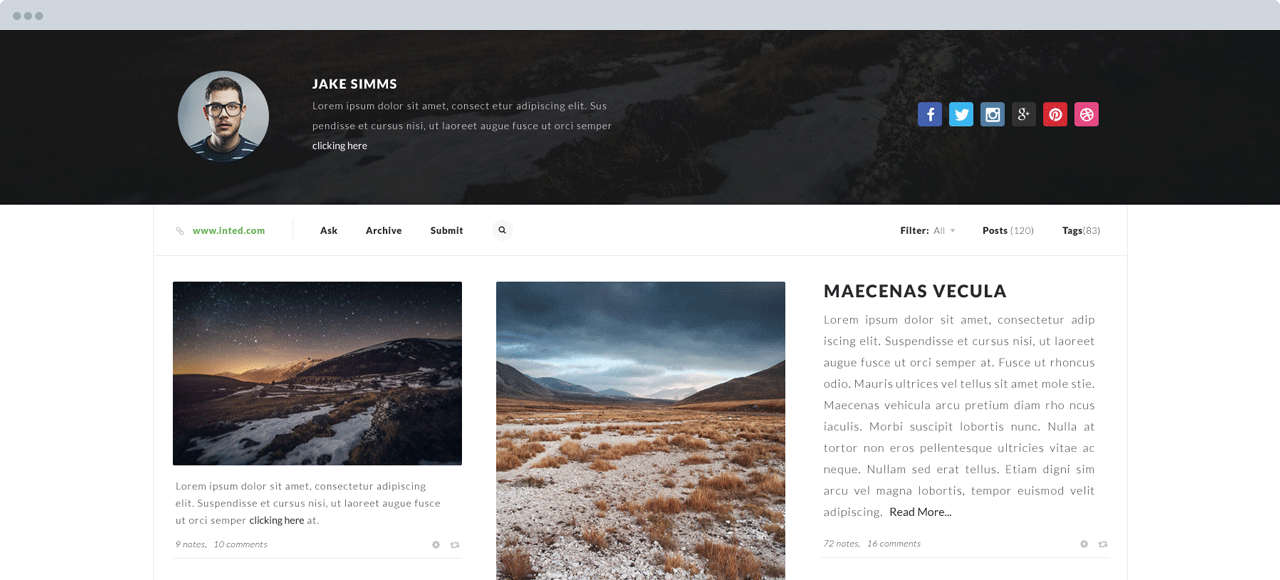 JAKE SIMMS
Lorem ipsum dolor sit amet, consect etur adipiscing elit. Sus
pendisse et cursus nisi, ut laoreet augue fusce ut orci semper
clicking here
www.inted.com
Ask
Archive
Submit
Filter: All
Posts (120)
Tags(83)
Lorem ipsum dolor sit amet, consectetur adipiscing
elit. Suspendisse et cursus nisi, ut laoreet augue fusce
ut orci semper clicking here at.
9 notes, 10 comments
MAECENAS VECULA
Lorem ipsum dolor sit amet, consectetur adip
iscing elit. Suspendisse et cursus nisi, ut laoreet
augue fusce ut orci semper at. Fusce ut rhoncus
odio. Mauris ultrices vel tellus sit amet mole stie.
Maecenas vehicula arcu pretium diam rho ncus
iaculis. Morbi suscipit lobortis nunc. Nulla at
tortor non eros pellentesque ultricies vitae ac
neque. Nullam sed erat tellus. Etiam digni sim
arcu vel magna lobortis, tempor euismod velit
adipiscing. Read More...
72 notes, 16 comments